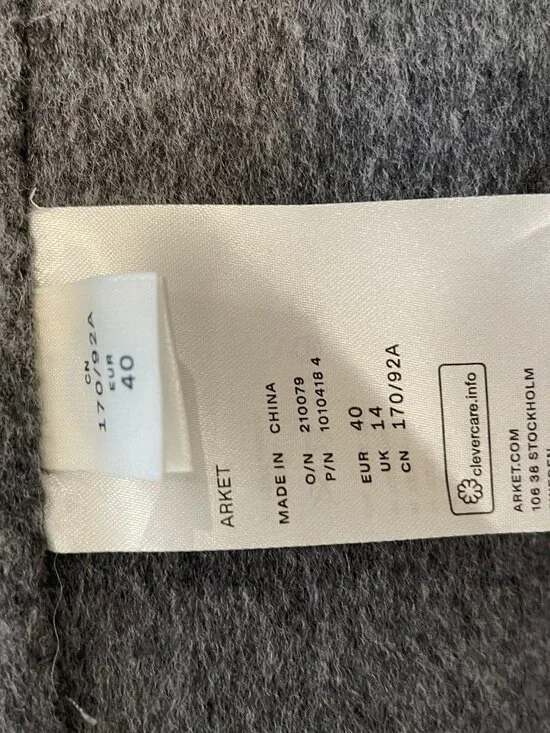 CN
170/92A
EUR
40
ARKET
MADE IN CHINA
O/N 210079
P/N 1010418 4
EUR 40
UK 14
CN 170/92A
clevercare.info
ARKET.COM
106 38 STOCKHOLM